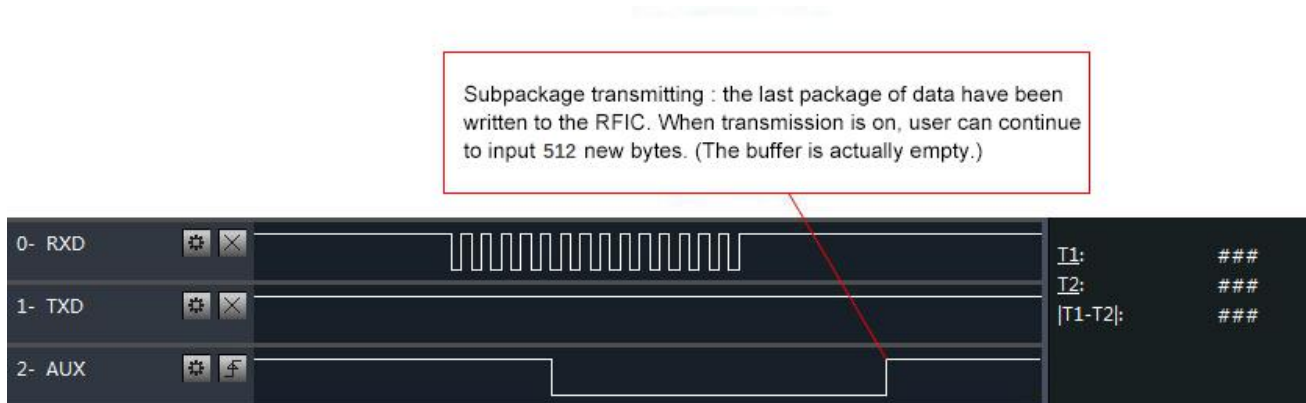 Subpackage transmitting : the last package of data have been
written to the RFIC. When transmission is on, user can continue
to input 512 new bytes. (The buffer is actually empty.)
0- RXD
1- TXD
2- AUX
T1: ###
T2: ###
|T1-T2|: ###